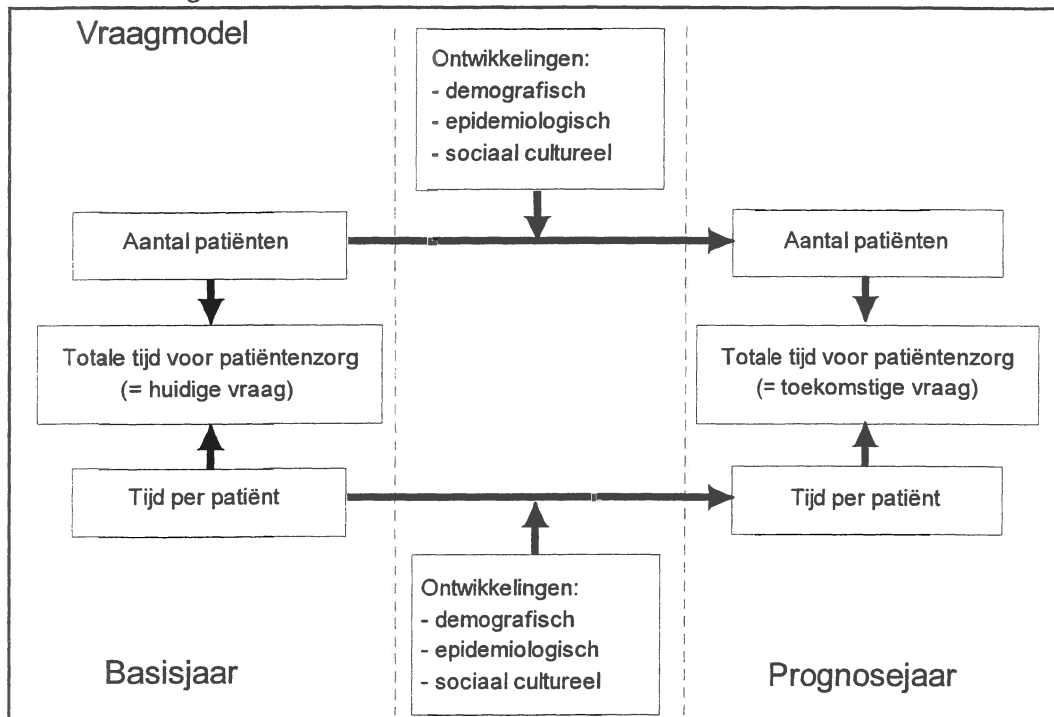 Vraagmodel
Ontwikkelingen:
- demografisch
- epidemiologisch
- sociaal cultureel
Aantal patiënten
Aantal patiënten
Totale tijd voor patiëntenzorg
(= huidige vraag)
Totale tijd voor patiëntenzorg
(= toekomstige vraag)
Tijd per patiënt
Tijd per patiënt
Ontwikkelingen:
- demografisch
- epidemiologisch
- sociaal cultureel
Basisjaar
Prognosejaar